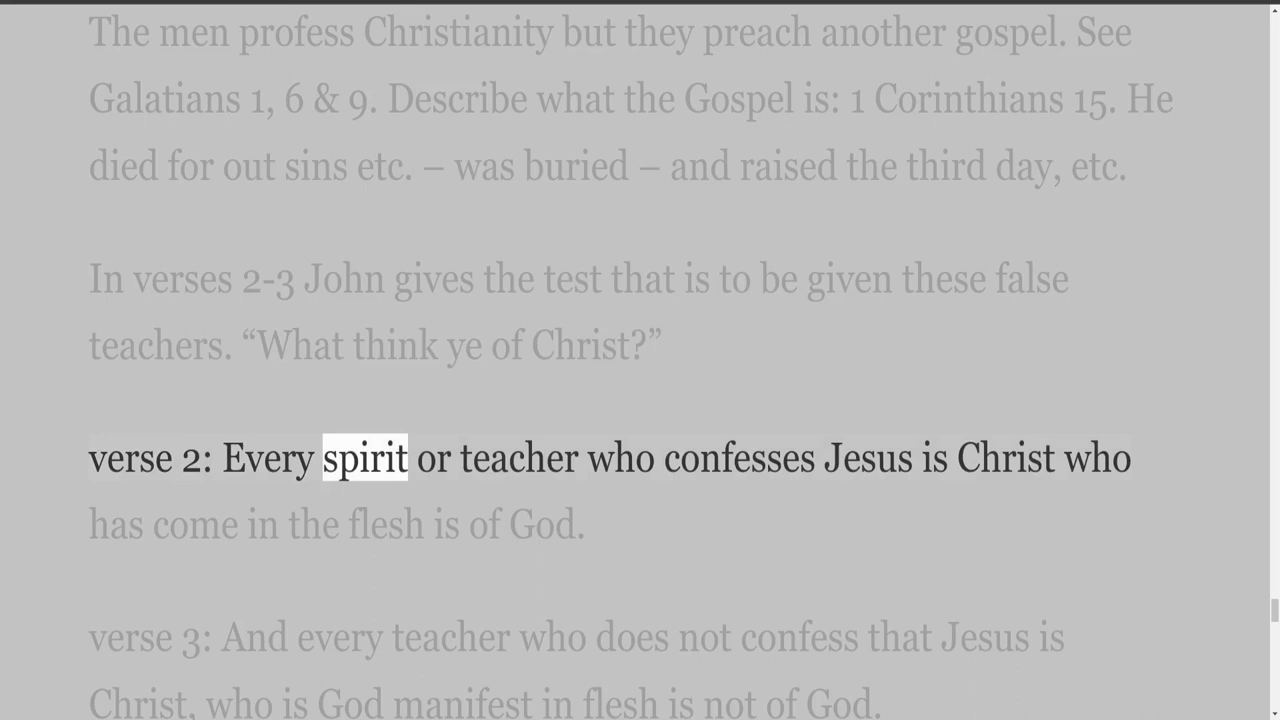 The men profess Christianity but they preach another gospel. See
Galatians 1, 6 & 9. Describe what the Gospel is: 1 Corinthians 15. He
died for out sins etc. – was buried – and raised the third day, etc.
In verses 2-3 John gives the test that is to be given these false
teachers. “What think ye of Christ?”
verse 2: Every spirit or teacher who confesses Jesus is Christ who
has come in the flesh is of God.
verse 3: And every teacher who does not confess that Jesus is
Christ, who is God manifest in flesh is not of God.